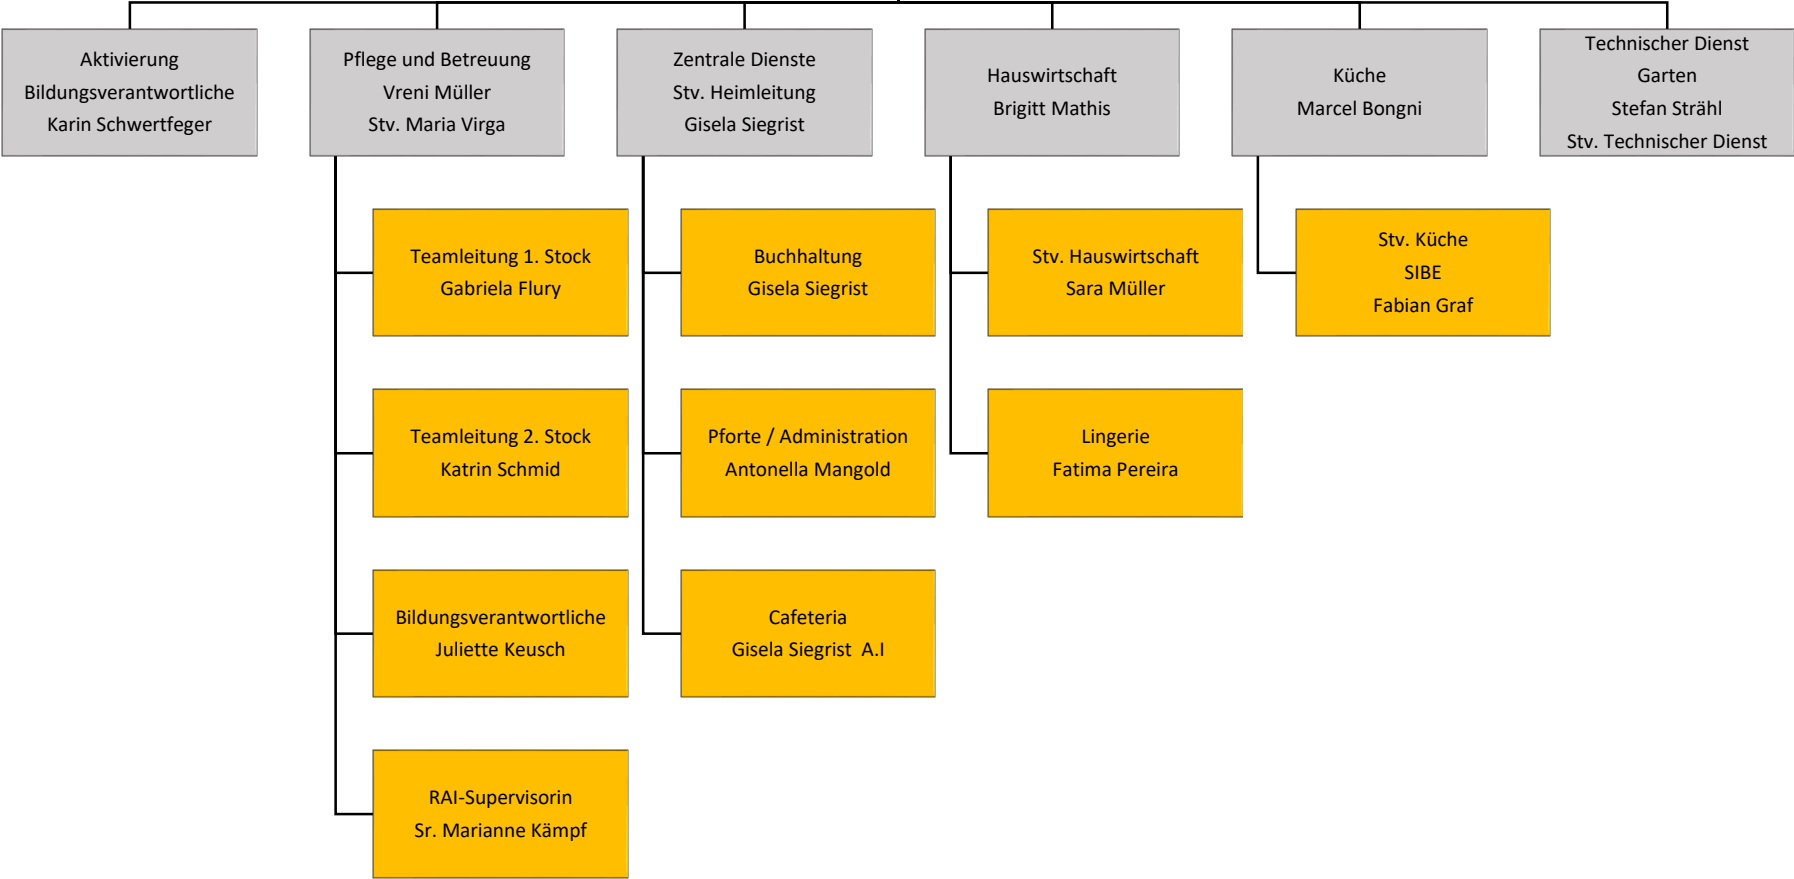 Aktivierung
Bildungsverantwortliche
Karin Schwertfeger
Pflege und Betreuung
Vreni Müller
Stv. Maria Virga
Zentrale Dienste
Stv. Heimleitung
Gisela Siegrist
Hauswirtschaft
Brigitt Mathis
Küche
Marcel Bongni
Technischer Dienst
Garten
Stefan Strähl
Stv. Technischer Dienst
Teamleitung 1. Stock
Gabriela Flury
Buchhaltung
Gisela Siegrist
Stv. Hauswirtschaft
Sara Müller
Stv. Küche
SIBE
Fabian Graf
Teamleitung 2. Stock
Katrin Schmid
Pforte / Administration
Antonella Mangold
Lingerie
Fatima Pereira
Bildungsverantwortliche
Juliette Keusch
Cafeteria
Gisela Siegrist  A.I
RAI-Supervisorin
Sr. Marianne Kämpf